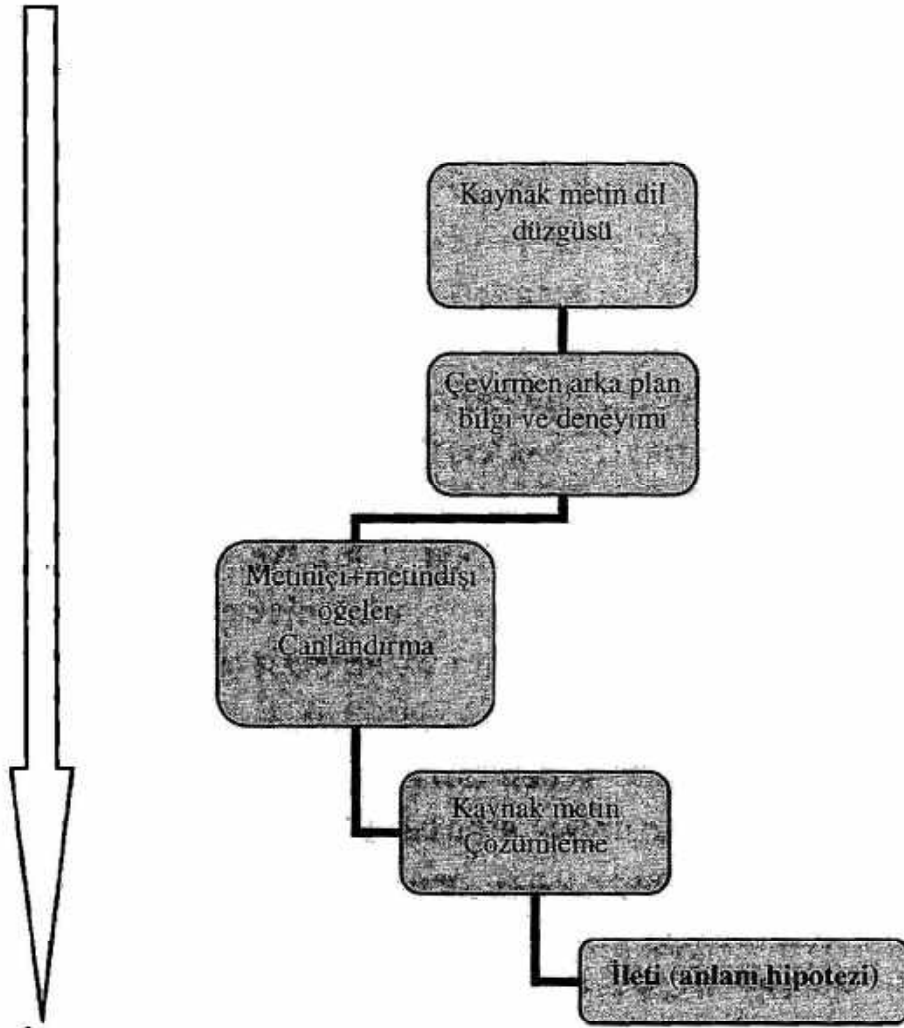 Kaynak metin dil
düzgüsü
Çevirmen arka plan
bilgi ve deneyimi
Metiniçi+metindışı
öğeler
Canlandırma
Kaynak metin
Çözümleme
İleti (anlam hipotezi)